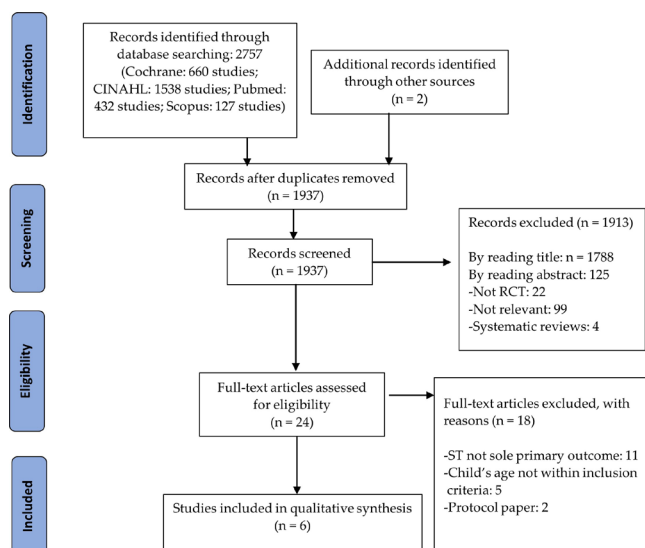 Identification
Records identified through
database searching: 2757
(Cochrane: 660 studies;
CINAHL: 1538 studies; Pubmed:
432 studies; Scopus: 127 studies)
Additional records identified
through other sources
(n = 2)
Records after duplicates removed
(n = 1937)
Screening
Records screened
(n = 1937)
Records excluded (n = 1913)
By reading title: n = 1788
By reading abstract: 125
-Not RCT: 22
-Not relevant: 99
-Systematic reviews: 4
Eligibility
Full-text articles assessed
for eligibility
(n = 24)
Full-text articles excluded, with
reasons (n = 18)
-ST not sole primary outcome: 11
-Child's age not within inclusion
criteria: 5
-Protocol paper: 2
Included
Studies included in qualitative synthesis
(n = 6)